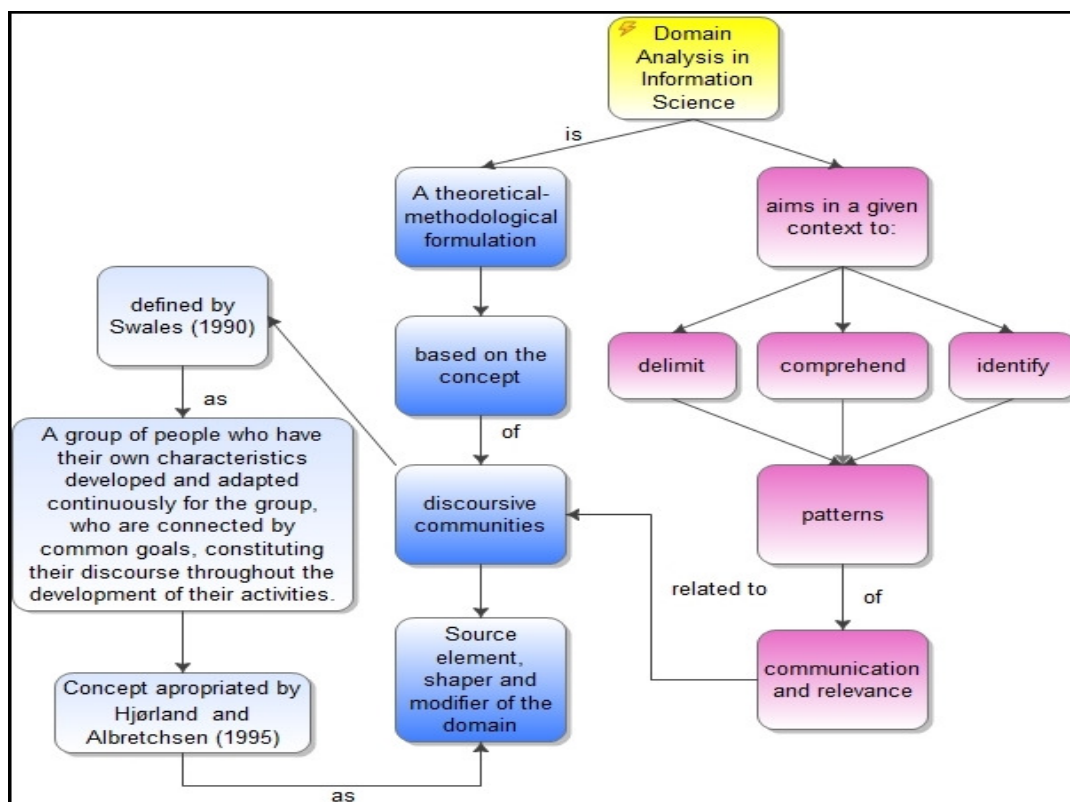 Domain
Analysis in
Information
Science
is
A theoretical-
methodological
formulation
aims in a given
context to:
defined by
Swales (1990)
based on the
concept
delimit
comprehend
identify
as
of
A group of people who have
their own characteristics
developed and adapted
continuously for the group,
who are connected by
common goals, constituting
their discourse throughout the
development of their activities.
discoursive
communities
patterns
related to
of
Source
element,
shaper and
modifier of the
domain
communication
and relevance
Concept apropriated by
Hjørland and
Albretchsen (1995)
as